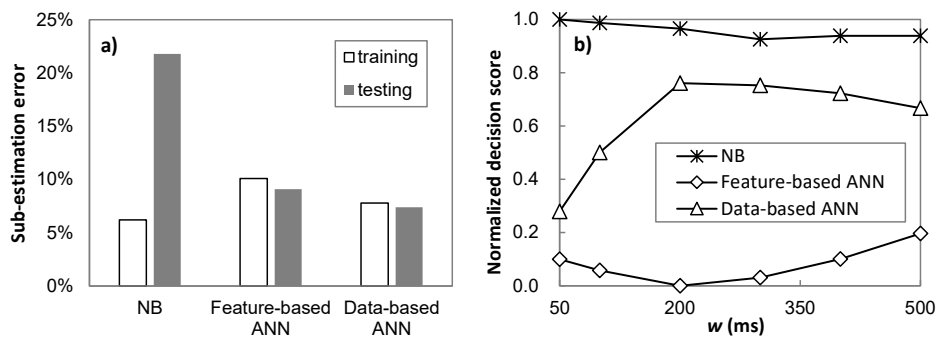 25%
20%
15%
10%
5%
0%
Sub-estimation error
a)
training
testing
NB
Feature-based
ANN
Data-based
ANN
1.0
0.8
0.6
0.4
0.2
0.0
Normalized decision score
b)
NB
Feature-based ANN
Data-based ANN
50
200
350
500
w (ms)